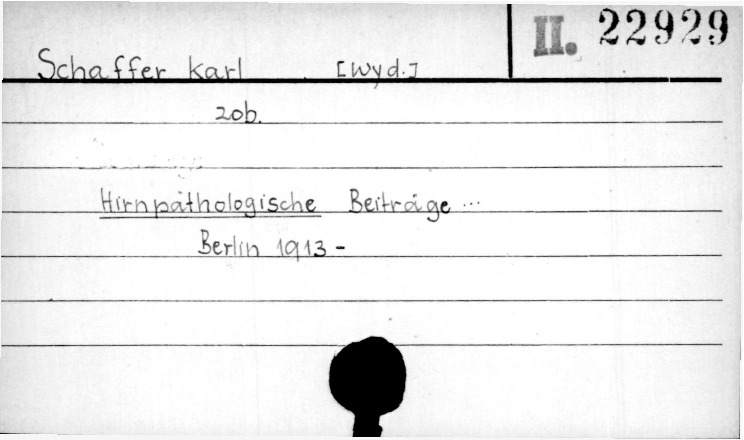 II. 22929
Schaffer Karl [Wyd.]
zob.
Hirnpathologische Beiträge ...
Berlin 1913 -